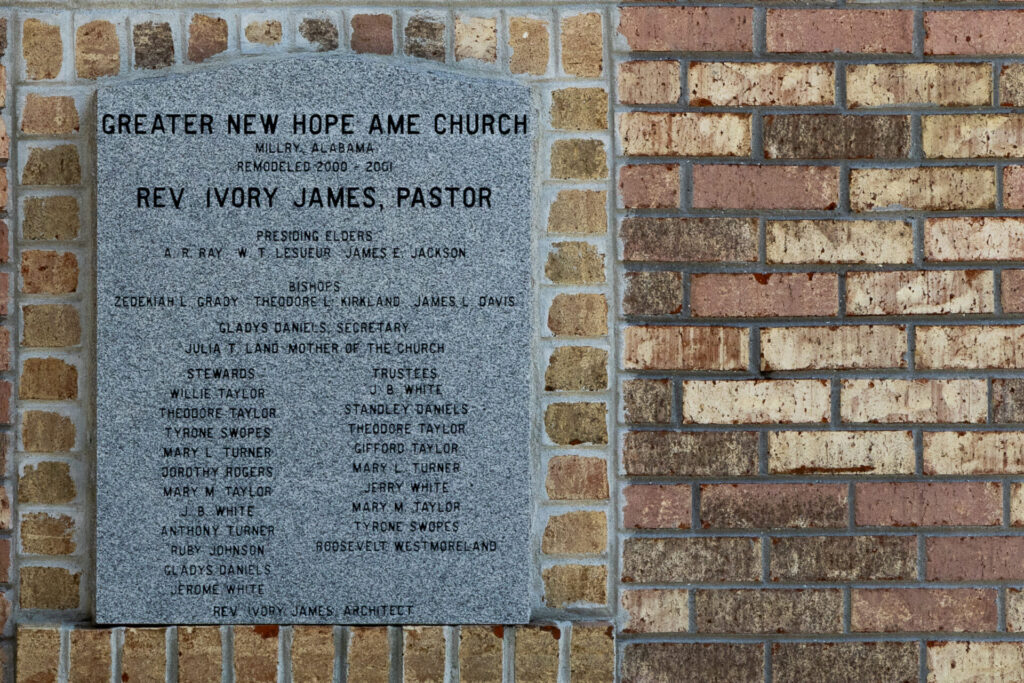 GREATER NEW HOPE AME CHURCH
MILLRY, ALABAMA
REMODELED 2000 - 2001
REV IVORY JAMES, PASTOR
PRESIDING ELDERS
A. R. RAY W. T. LESUEUR JAMES E. JACKSON
BISHOPS
ZEDEKIAH L. GRADY THEODORE L. KIRKLAND JAMES L. DAVIS
GLADYS DANIELS, SECRETARY
JULIA T. LAND MOTHER OF THE CHURCH
STEWARDS
WILLIE TAYLOR
THEODORE TAYLOR
TYRONE SWOPES
MARY L. TURNER
DOROTHY ROGERS
MARY M. TAYLOR
J. B. WHITE
ANTHONY TURNER
RUBY JOHNSON
GLADYS DANIELS
JEROME WHITE
TRUSTEES
J. B. WHITE
STANDLEY DANIELS
THEODORE TAYLOR
GIFFORD TAYLOR
MARY L. TURNER
JERRY WHITE
MARY M. TAYLOR
TYRONE SWOPES
ROOSEVELT WESTMORELAND
REV IVORY JAMES, ARCHITECT